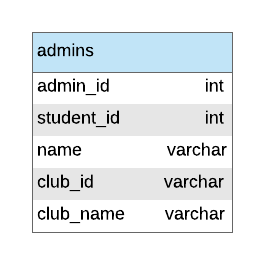 admins
admin_id int
student_id int
name varchar
club_id varchar
club_name varchar